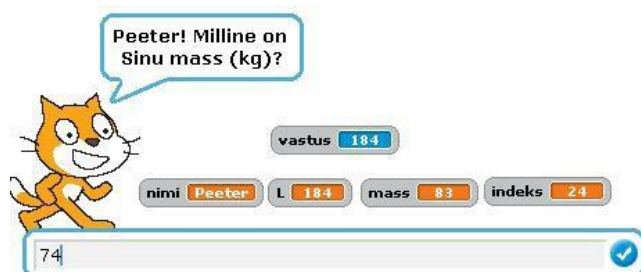 Peeter! Milline on
Sinu mass (kg)?
vastus 184
nimi Peeter L 184 mass 83 indeks 24
74